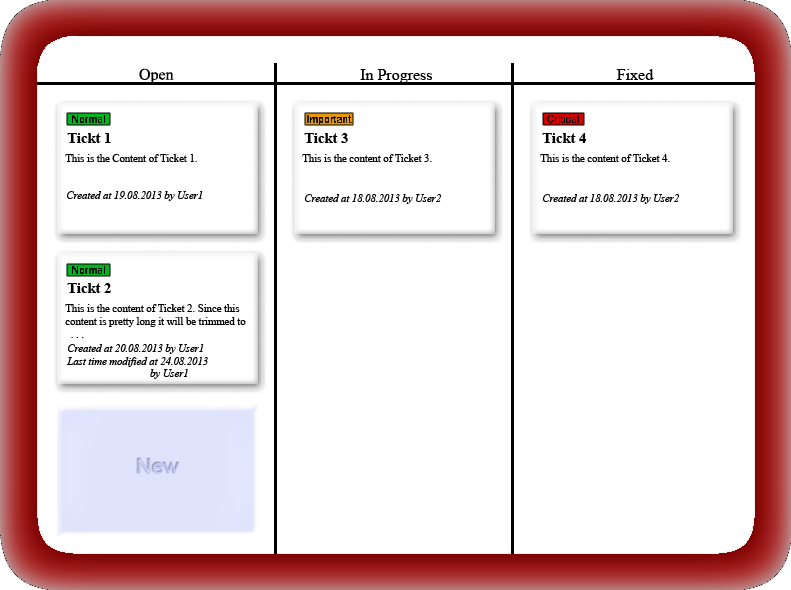 Open
In Progress
Fixed
Normal
Tickt 1
This is the Content of Ticket 1.
Created at 19.08.2013 by User1
Normal
Tickt 2
This is the content of Ticket 2. Since this
content is pretty long it will be trimmed to
. . .
Created at 20.08.2013 by User1
Last time modified at 24.08.2013
by User1
New
Important
Tickt 3
This is the content of Ticket 3.
Created at 18.08.2013 by User2
Critical
Tickt 4
This is the content of Ticket 4.
Created at 18.08.2013 by User2